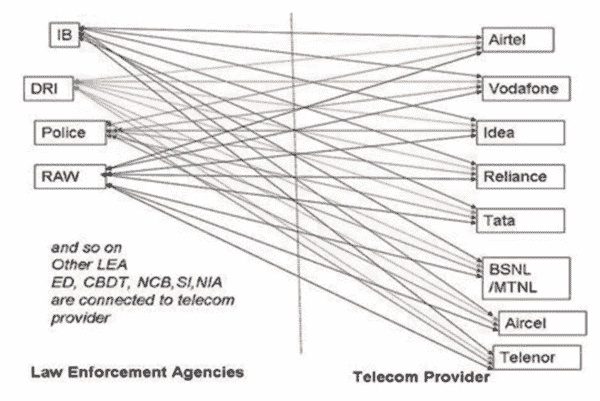 IB
DRI
Police
RAW
Airtel
Vodafone
Idea
Reliance
Tata
BSNL
/MTNL
Aircel
Telenor
and so on
Other LEA
ED, CBDT, NCB,SI,NIA
are connected to telecom
provider
Law Enforcement Agencies
Telecom Provider